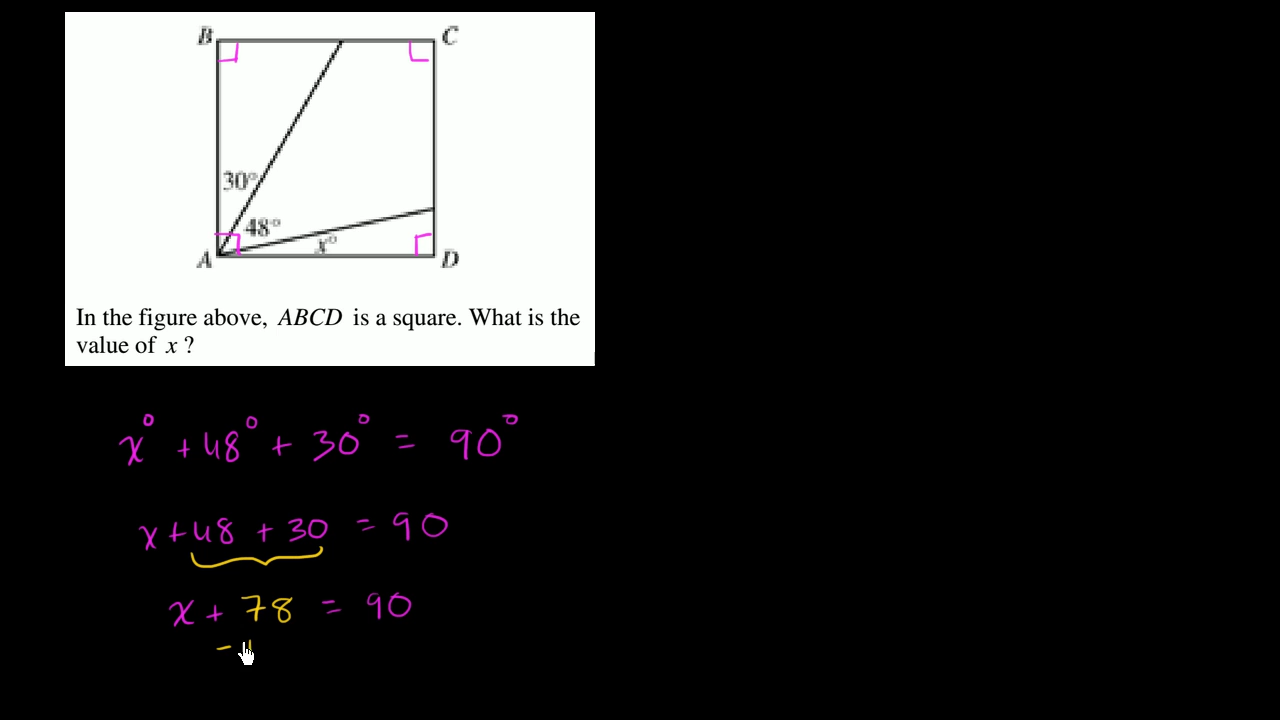 B C
30°
48°
x°
A D
In the figure above, ABCD is a square. What is the
value of x ?
x° + 48° + 30° = 90°
x + 48 + 30 = 90
x + 78 = 90
-